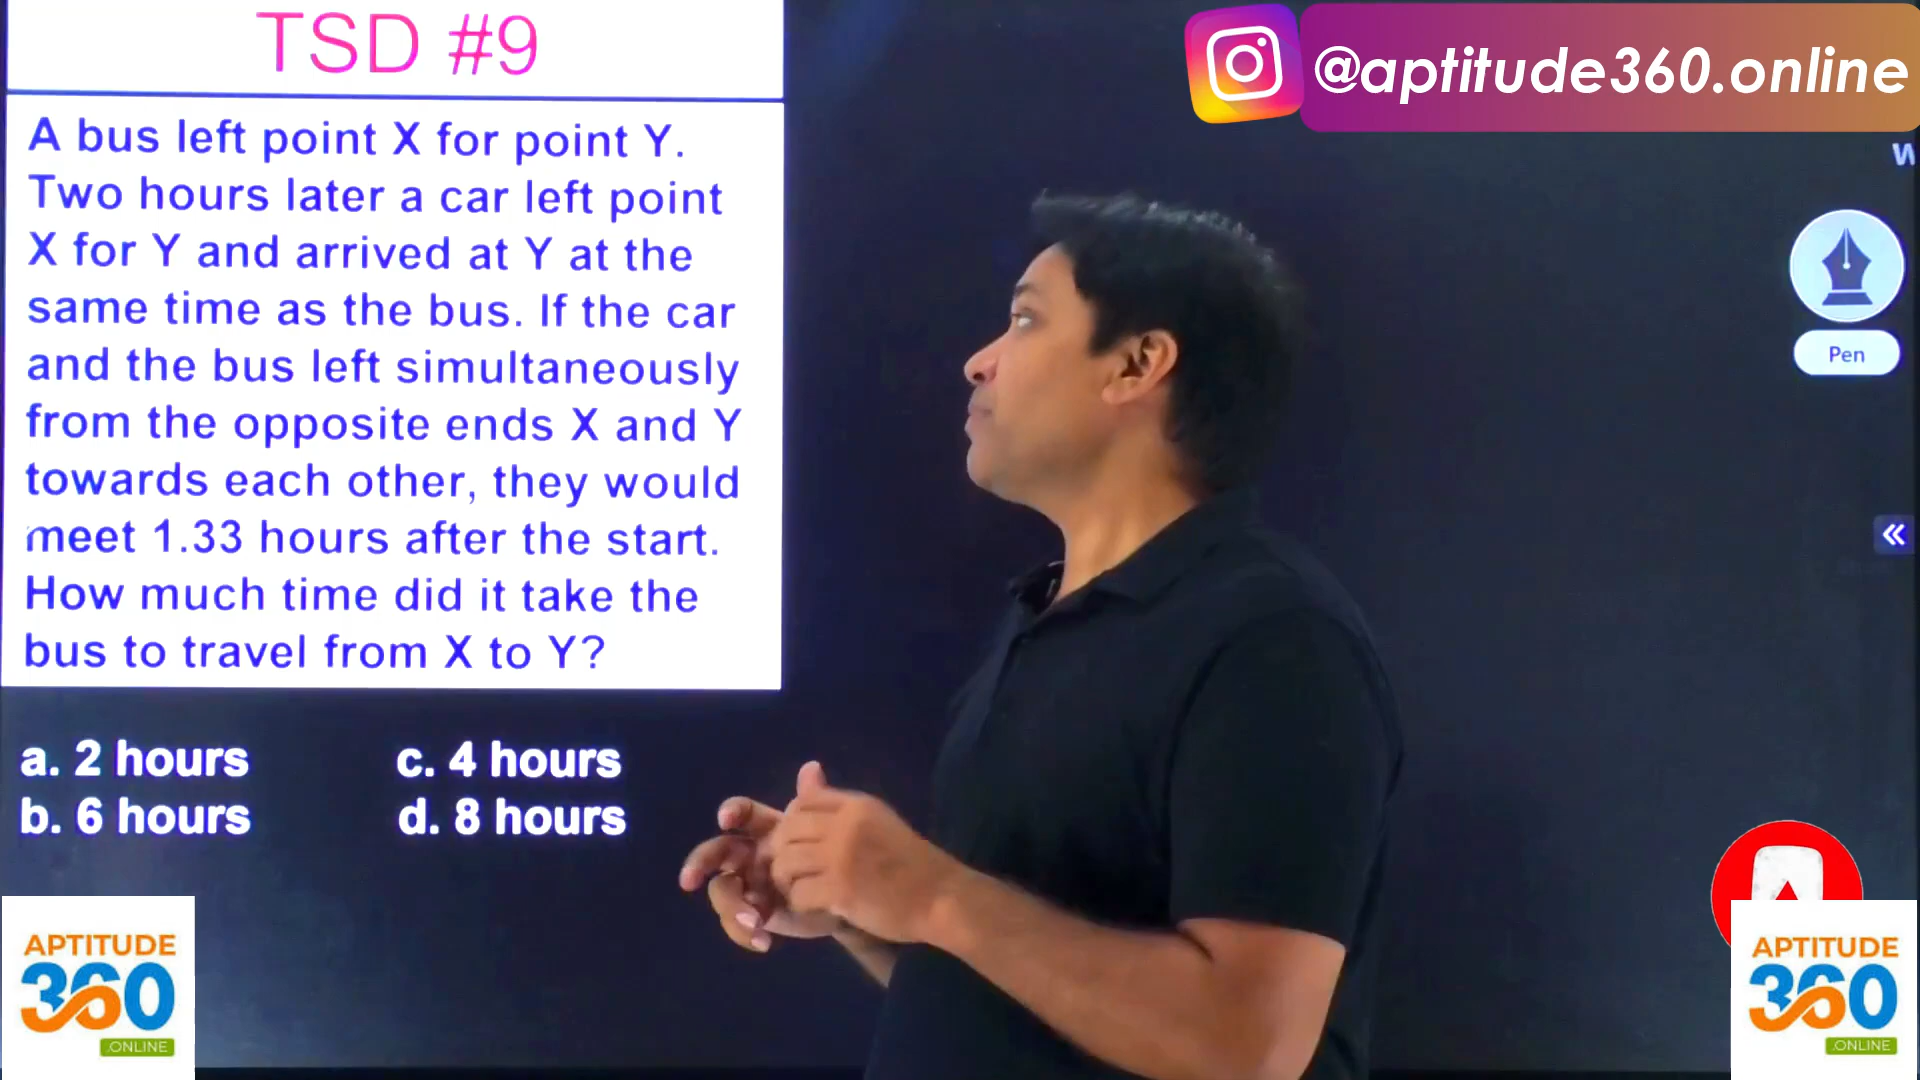 TSD #9
@aptitude360.online
A bus left point X for point Y.
Two hours later a car left point
X for Y and arrived at Y at the
same time as the bus. If the car
and the bus left simultaneously
from the opposite ends X and Y
towards each other, they would
meet 1.33 hours after the start.
How much time did it take the
bus to travel from X to Y?
W
Pen
a. 2 hours
c. 4 hours
b. 6 hours
d. 8 hours
APTITUDE
360
.ONLINE
APTITUDE
360
.ONLINE